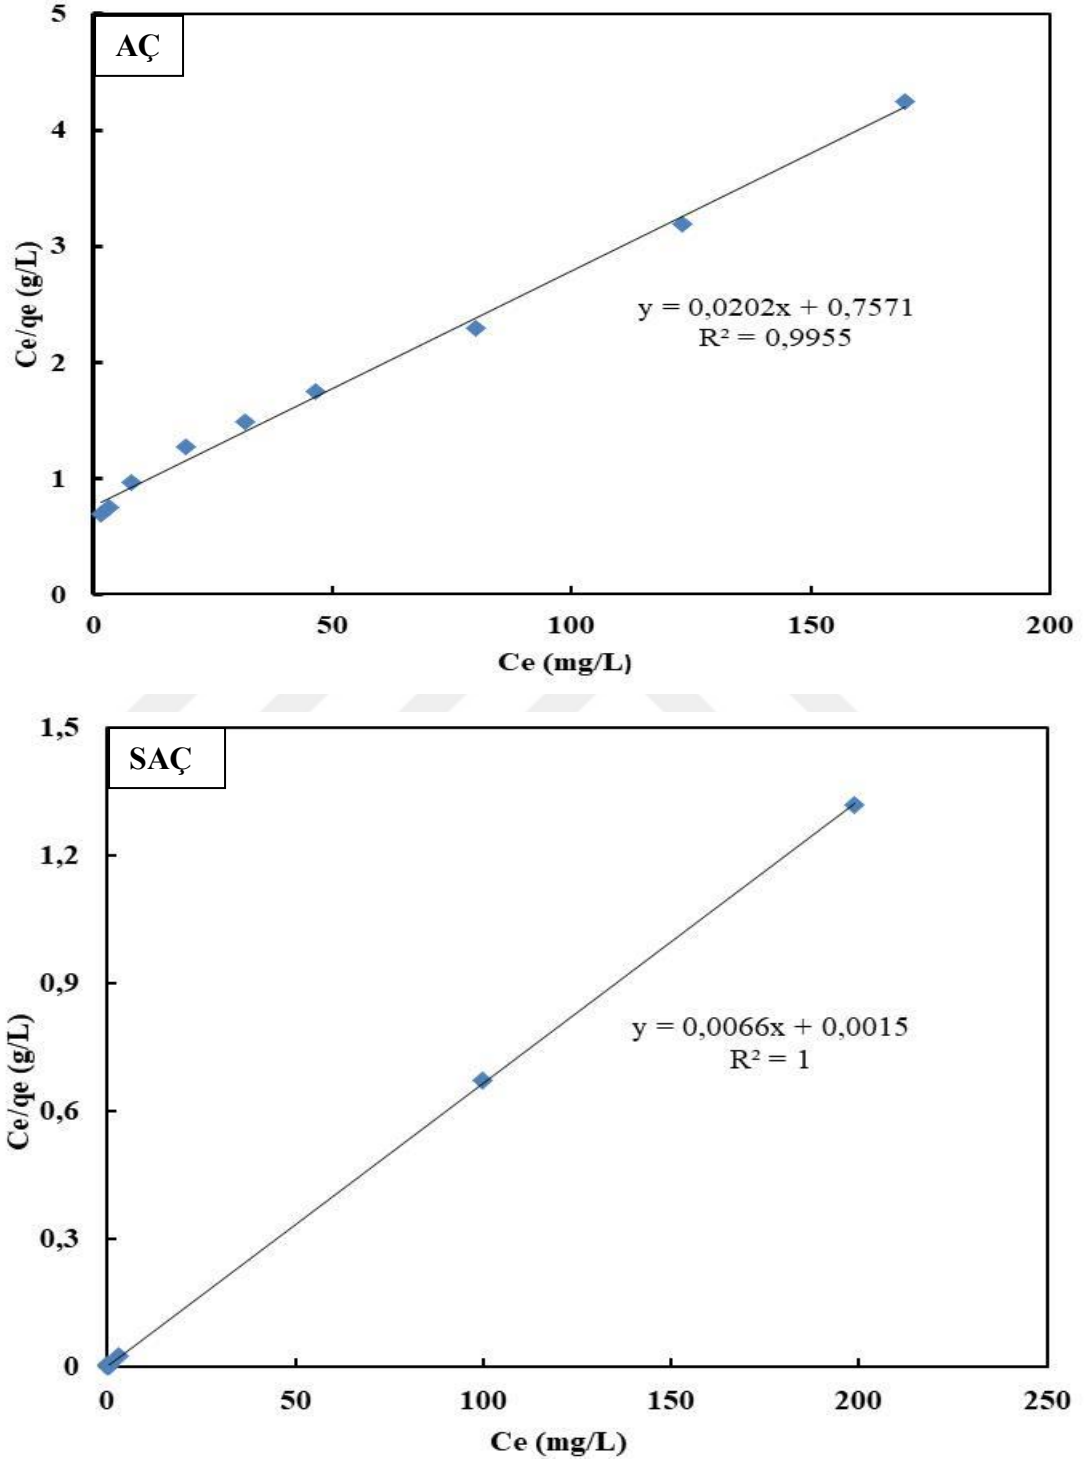 5
AÇ
4
3
2
1
0
Ce/qe (g/L)
y = 0,0202x + 0,7571
R² = 0,9955
0 50 100 150 200
Ce (mg/L)
1,5
SAÇ
1,2
0,9
0,6
0,3
0
Ce/qe (g/L)
y = 0,0066x + 0,0015
R² = 1
0 50 100 150 200 250
Ce (mg/L)